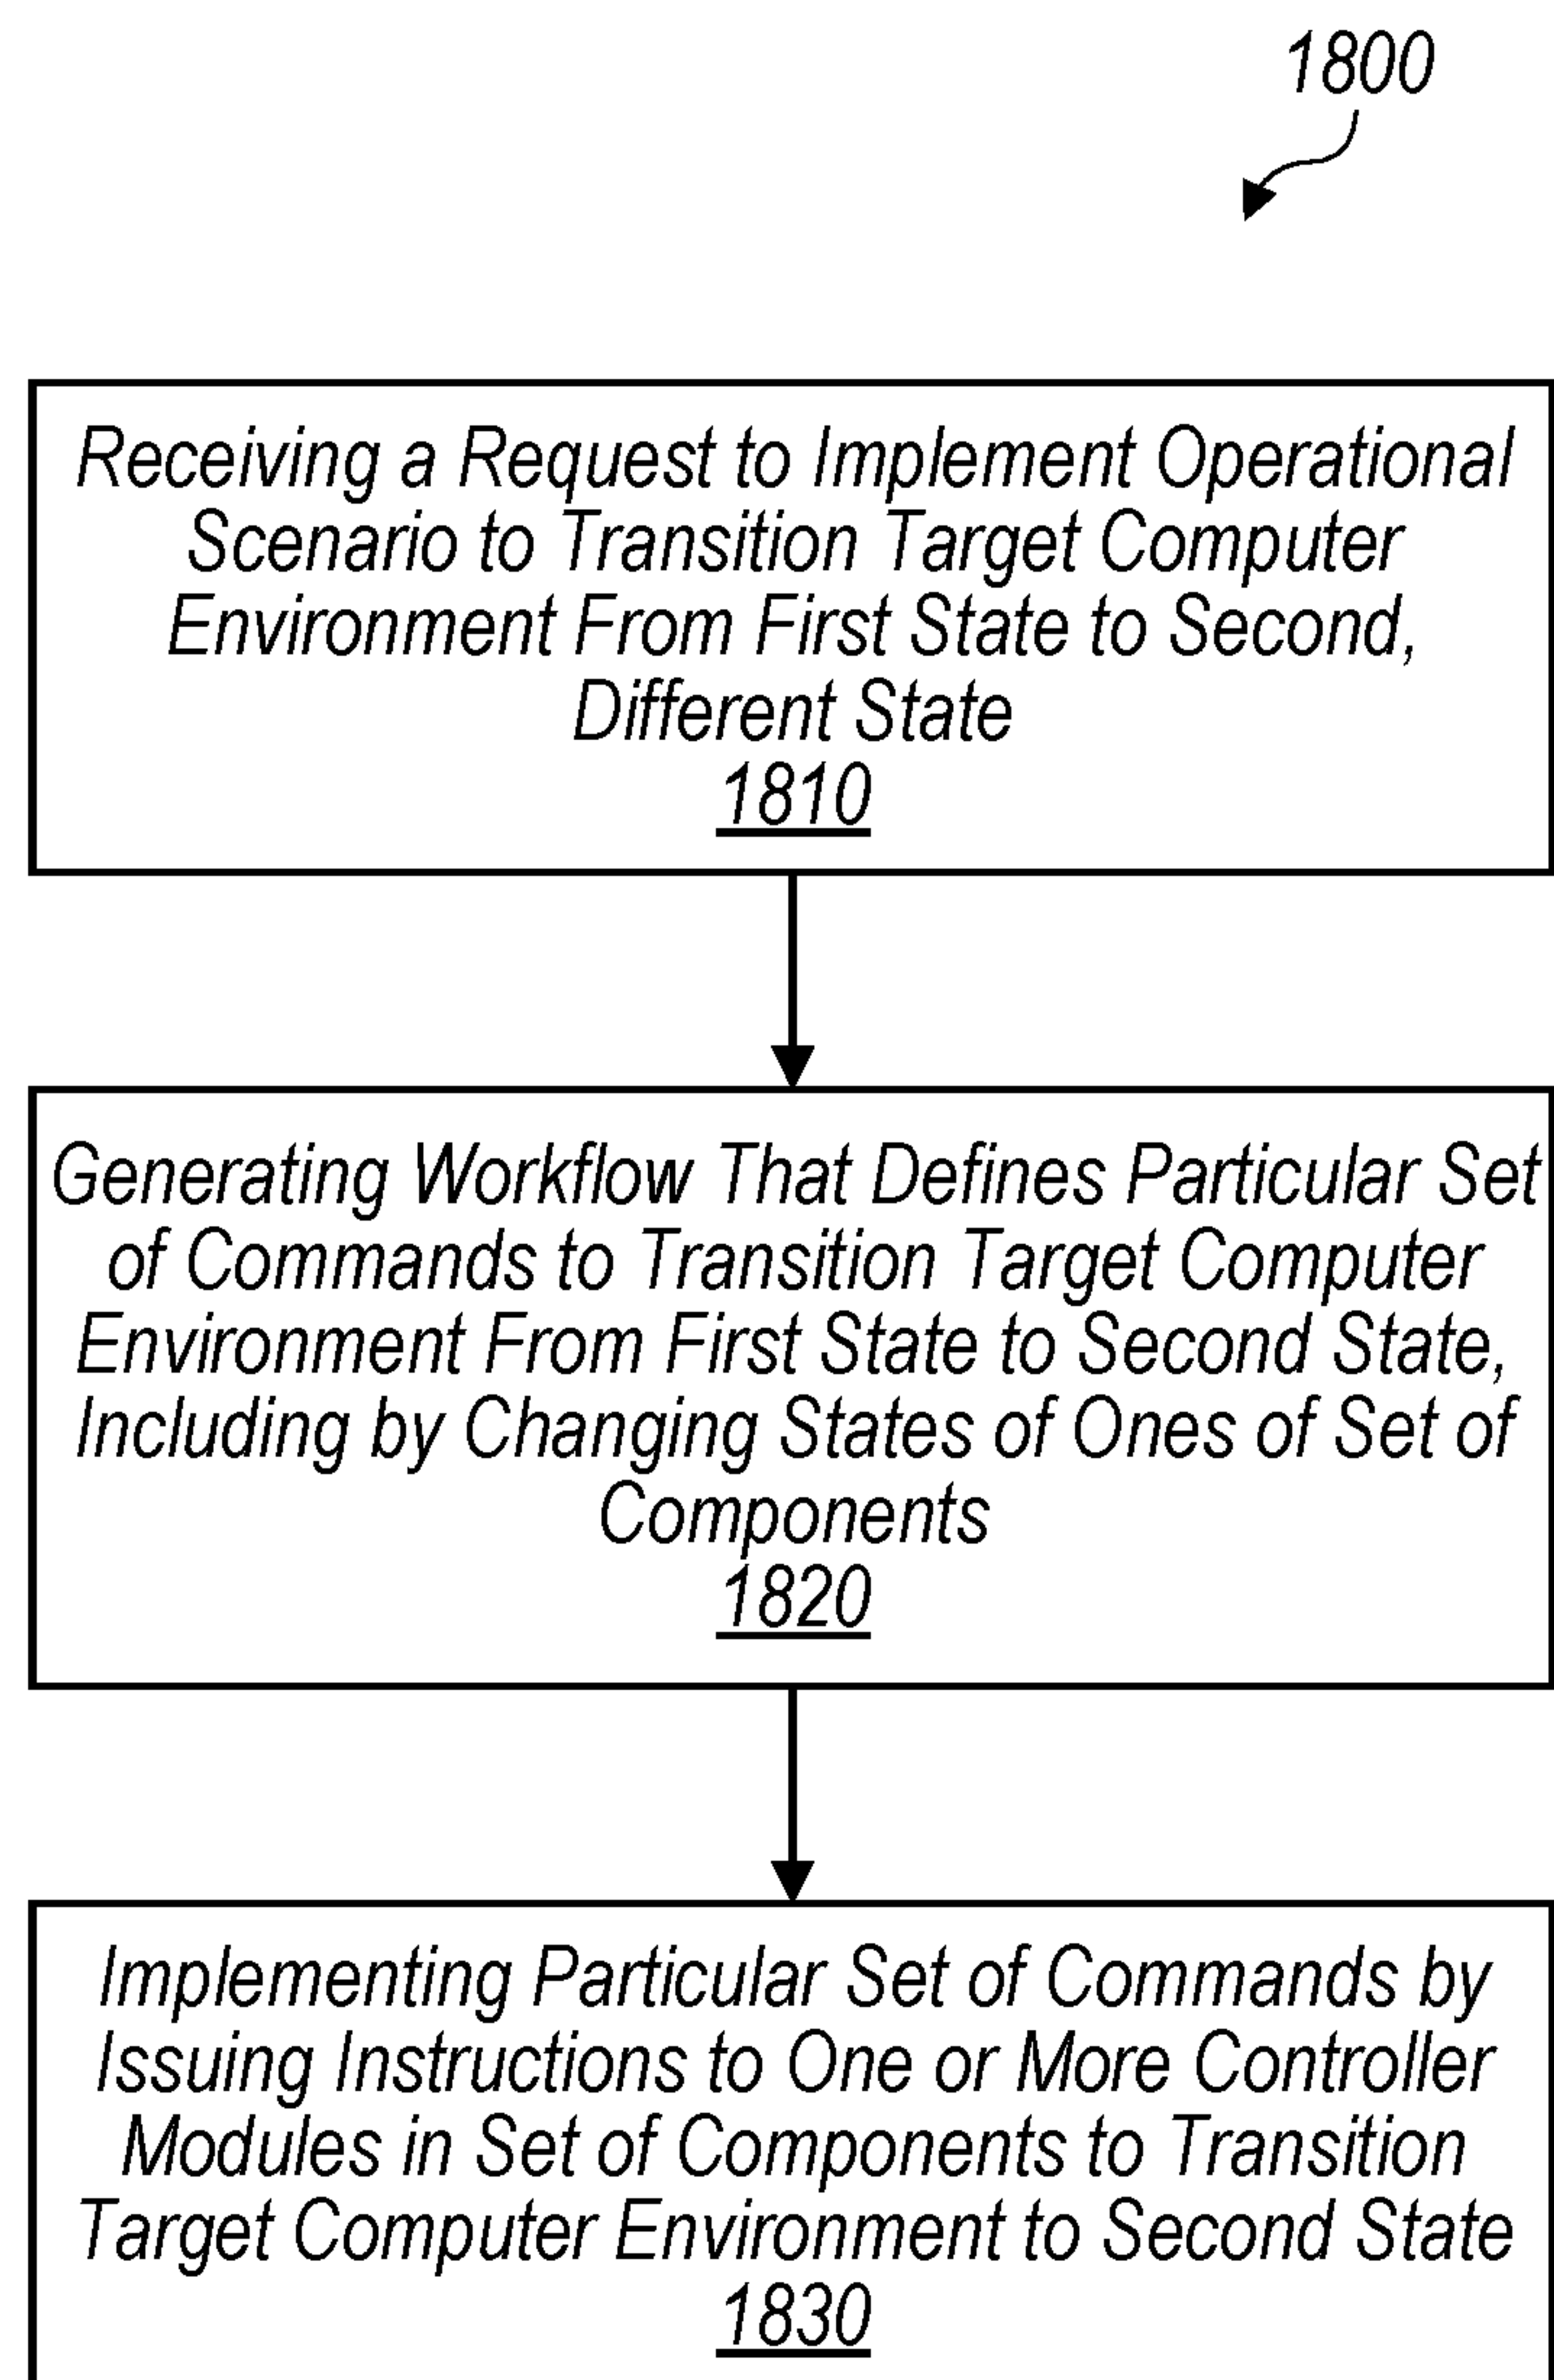 1800
Receiving a Request to Implement Operational
Scenario to Transition Target Computer
Environment From First State to Second,
Different State
1810
Generating Workflow That Defines Particular Set
of Commands to Transition Target Computer
Environment From First State to Second State,
Including by Changing States of Ones of Set of
Components
1820
Implementing Particular Set of Commands by
Issuing Instructions to One or More Controller
Modules in Set of Components to Transition
Target Computer Environment to Second State
1830